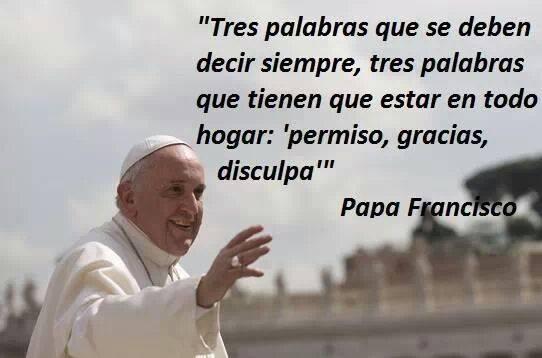 "Tres palabras que se deben
decir siempre, tres palabras
que tienen que estar en todo
hogar: 'permiso, gracias,
disculpa'"
Papa Francisco